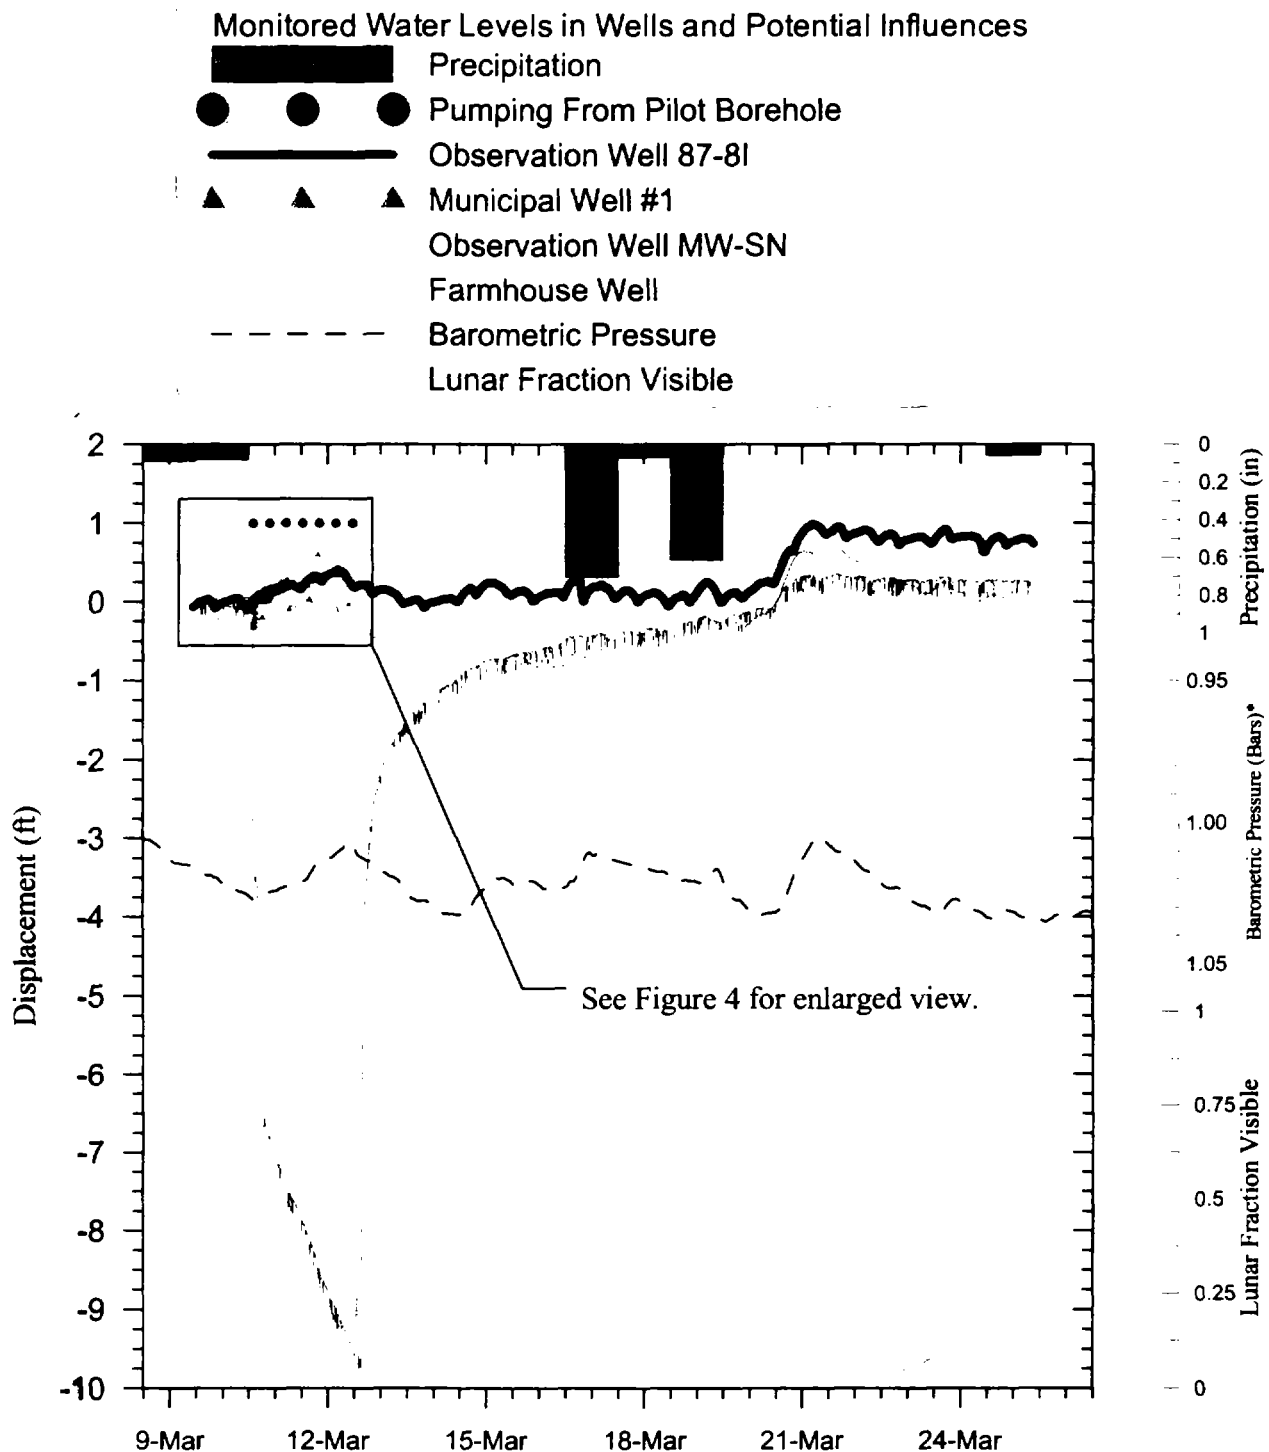 Monitored Water Levels in Wells and Potential Influences
Precipitation
Pumping From Pilot Borehole
Observation Well 87-8I
Municipal Well #1
Observation Well MW-SN
Farmhouse Well
Barometric Pressure
Lunar Fraction Visible
2
1
0
-1
-2
-3
-4
-5
-6
-7
-8
-9
-10
Displacement (ft)
0
0.2
0.4
0.6
0.8
1
Precipitation (in)
0.95
1.00
1.05
Barometric Pressure (Bars)*
1
0.75
0.5
0.25
0
Lunar Fraction Visible
See Figure 4 for enlarged view.
9-Mar 12-Mar 15-Mar 18-Mar 21-Mar 24-Mar